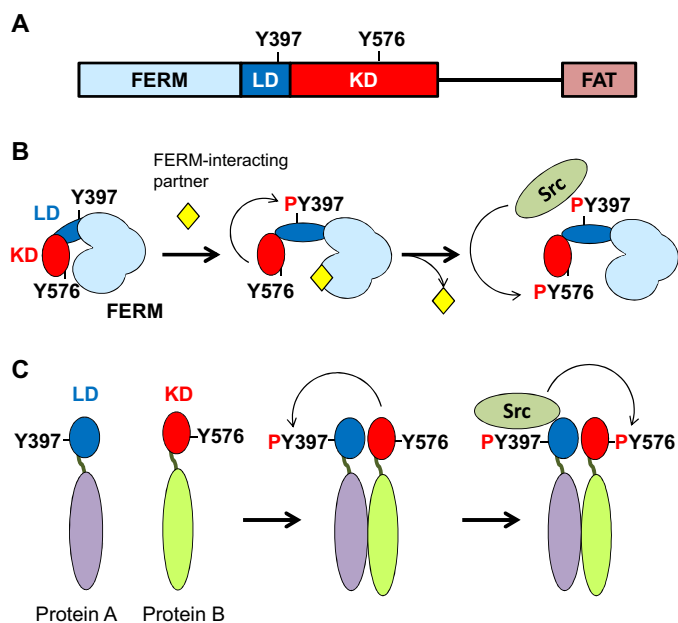 A
Y397 Y576
FERM LD KD FAT
B
FERM-interacting
partner
Y397
LD
KD
Y576
FERM
PY397
Y576
Src
PY397
PY576
C
LD KD
Y397 Y576
Protein A Protein B
PY397 Y576
Src
PY397 PY576